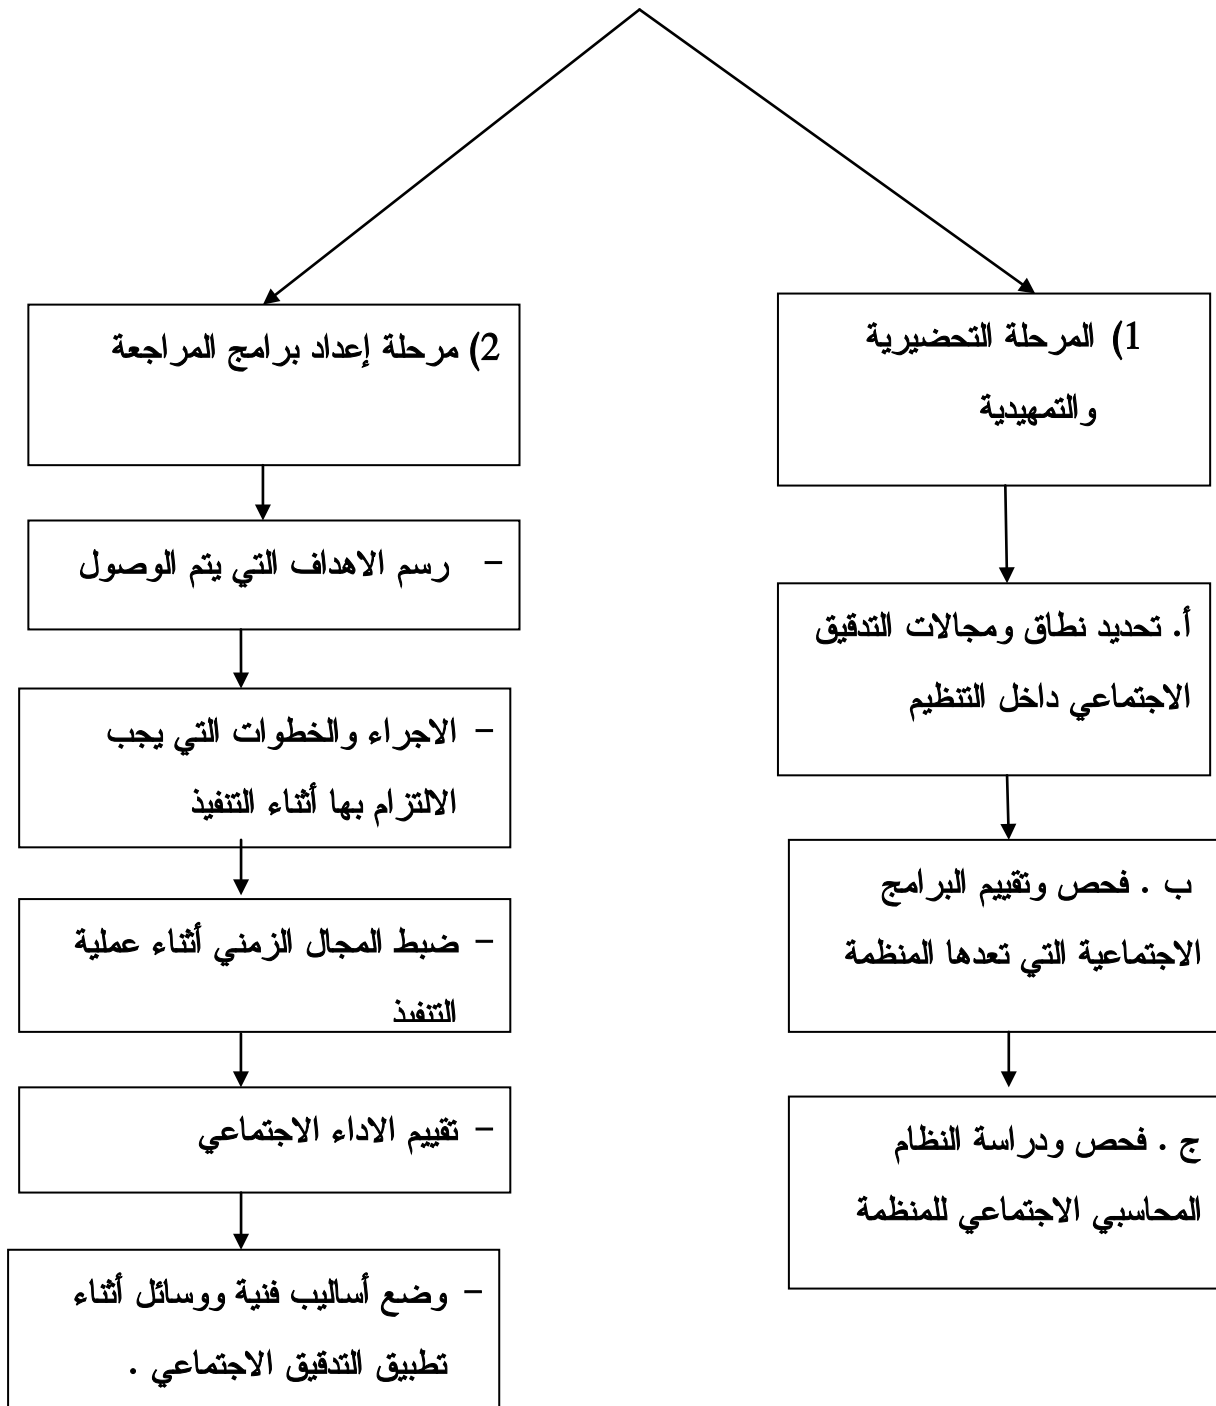 1) المرحلة التحضيرية
والتمهيدية
أ. تحديد نطاق ومجالات التدقيق
الاجتماعي داخل التنظيم
ب . فحص وتقييم البرامج
الاجتماعية التي تعدها المنظمة
ج . فحص ودراسة النظام
المحاسبي الاجتماعي للمنظمة
2) مرحلة إعداد برامج المراجعة
- رسم الاهداف التي يتم الوصول
- الاجراء والخطوات التي يجب
الالتزام بها أثناء التنفيذ
- ضبط المجال الزمني أثناء عملية
التنفيذ
- تقييم الاداء الاجتماعي
- وضع أساليب فنية ووسائل أثناء
تطبيق التدقيق الاجتماعي .